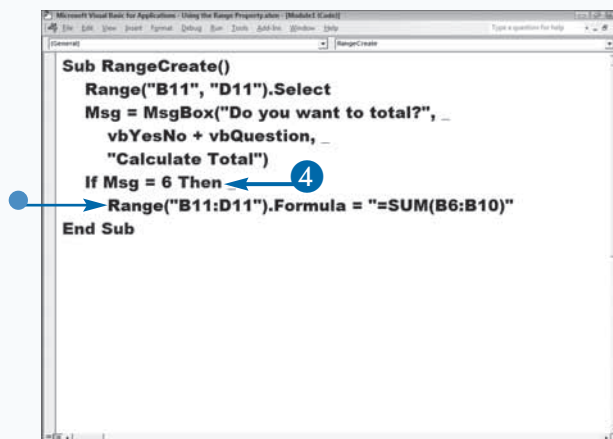 Microsoft Visual Basic for Applications - Using the Range Property.xlsm - [Module1 (Code)]
File Edit View Insert Format Debug Run Tools Add-Ins Window Help Type a question for help
(General) RangeCreate
Sub RangeCreate()
Range("B11", "D11").Select
Msg = MsgBox("Do you want to total?", _
vbYesNo + vbQuestion, _
"Calculate Total")
If Msg = 6 Then _ 4
Range("B11:D11").Formula = "=SUM(B6:B10)"
End Sub